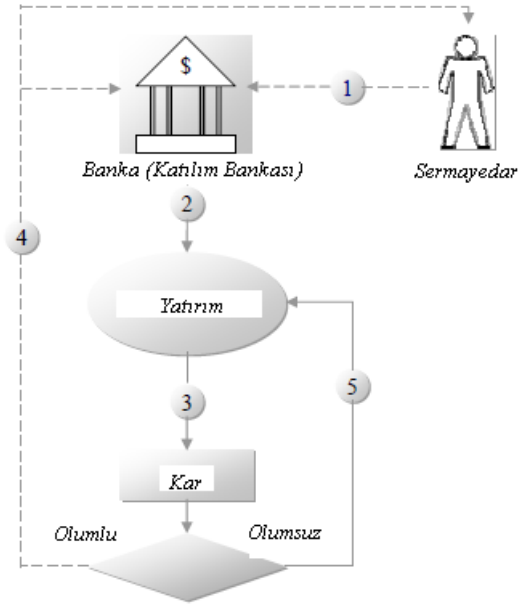 $
1
Banka (Katılım Bankası)
Sermayedar
2
4
Yatırım
5
3
Kar
Olumlu
Olumsuz